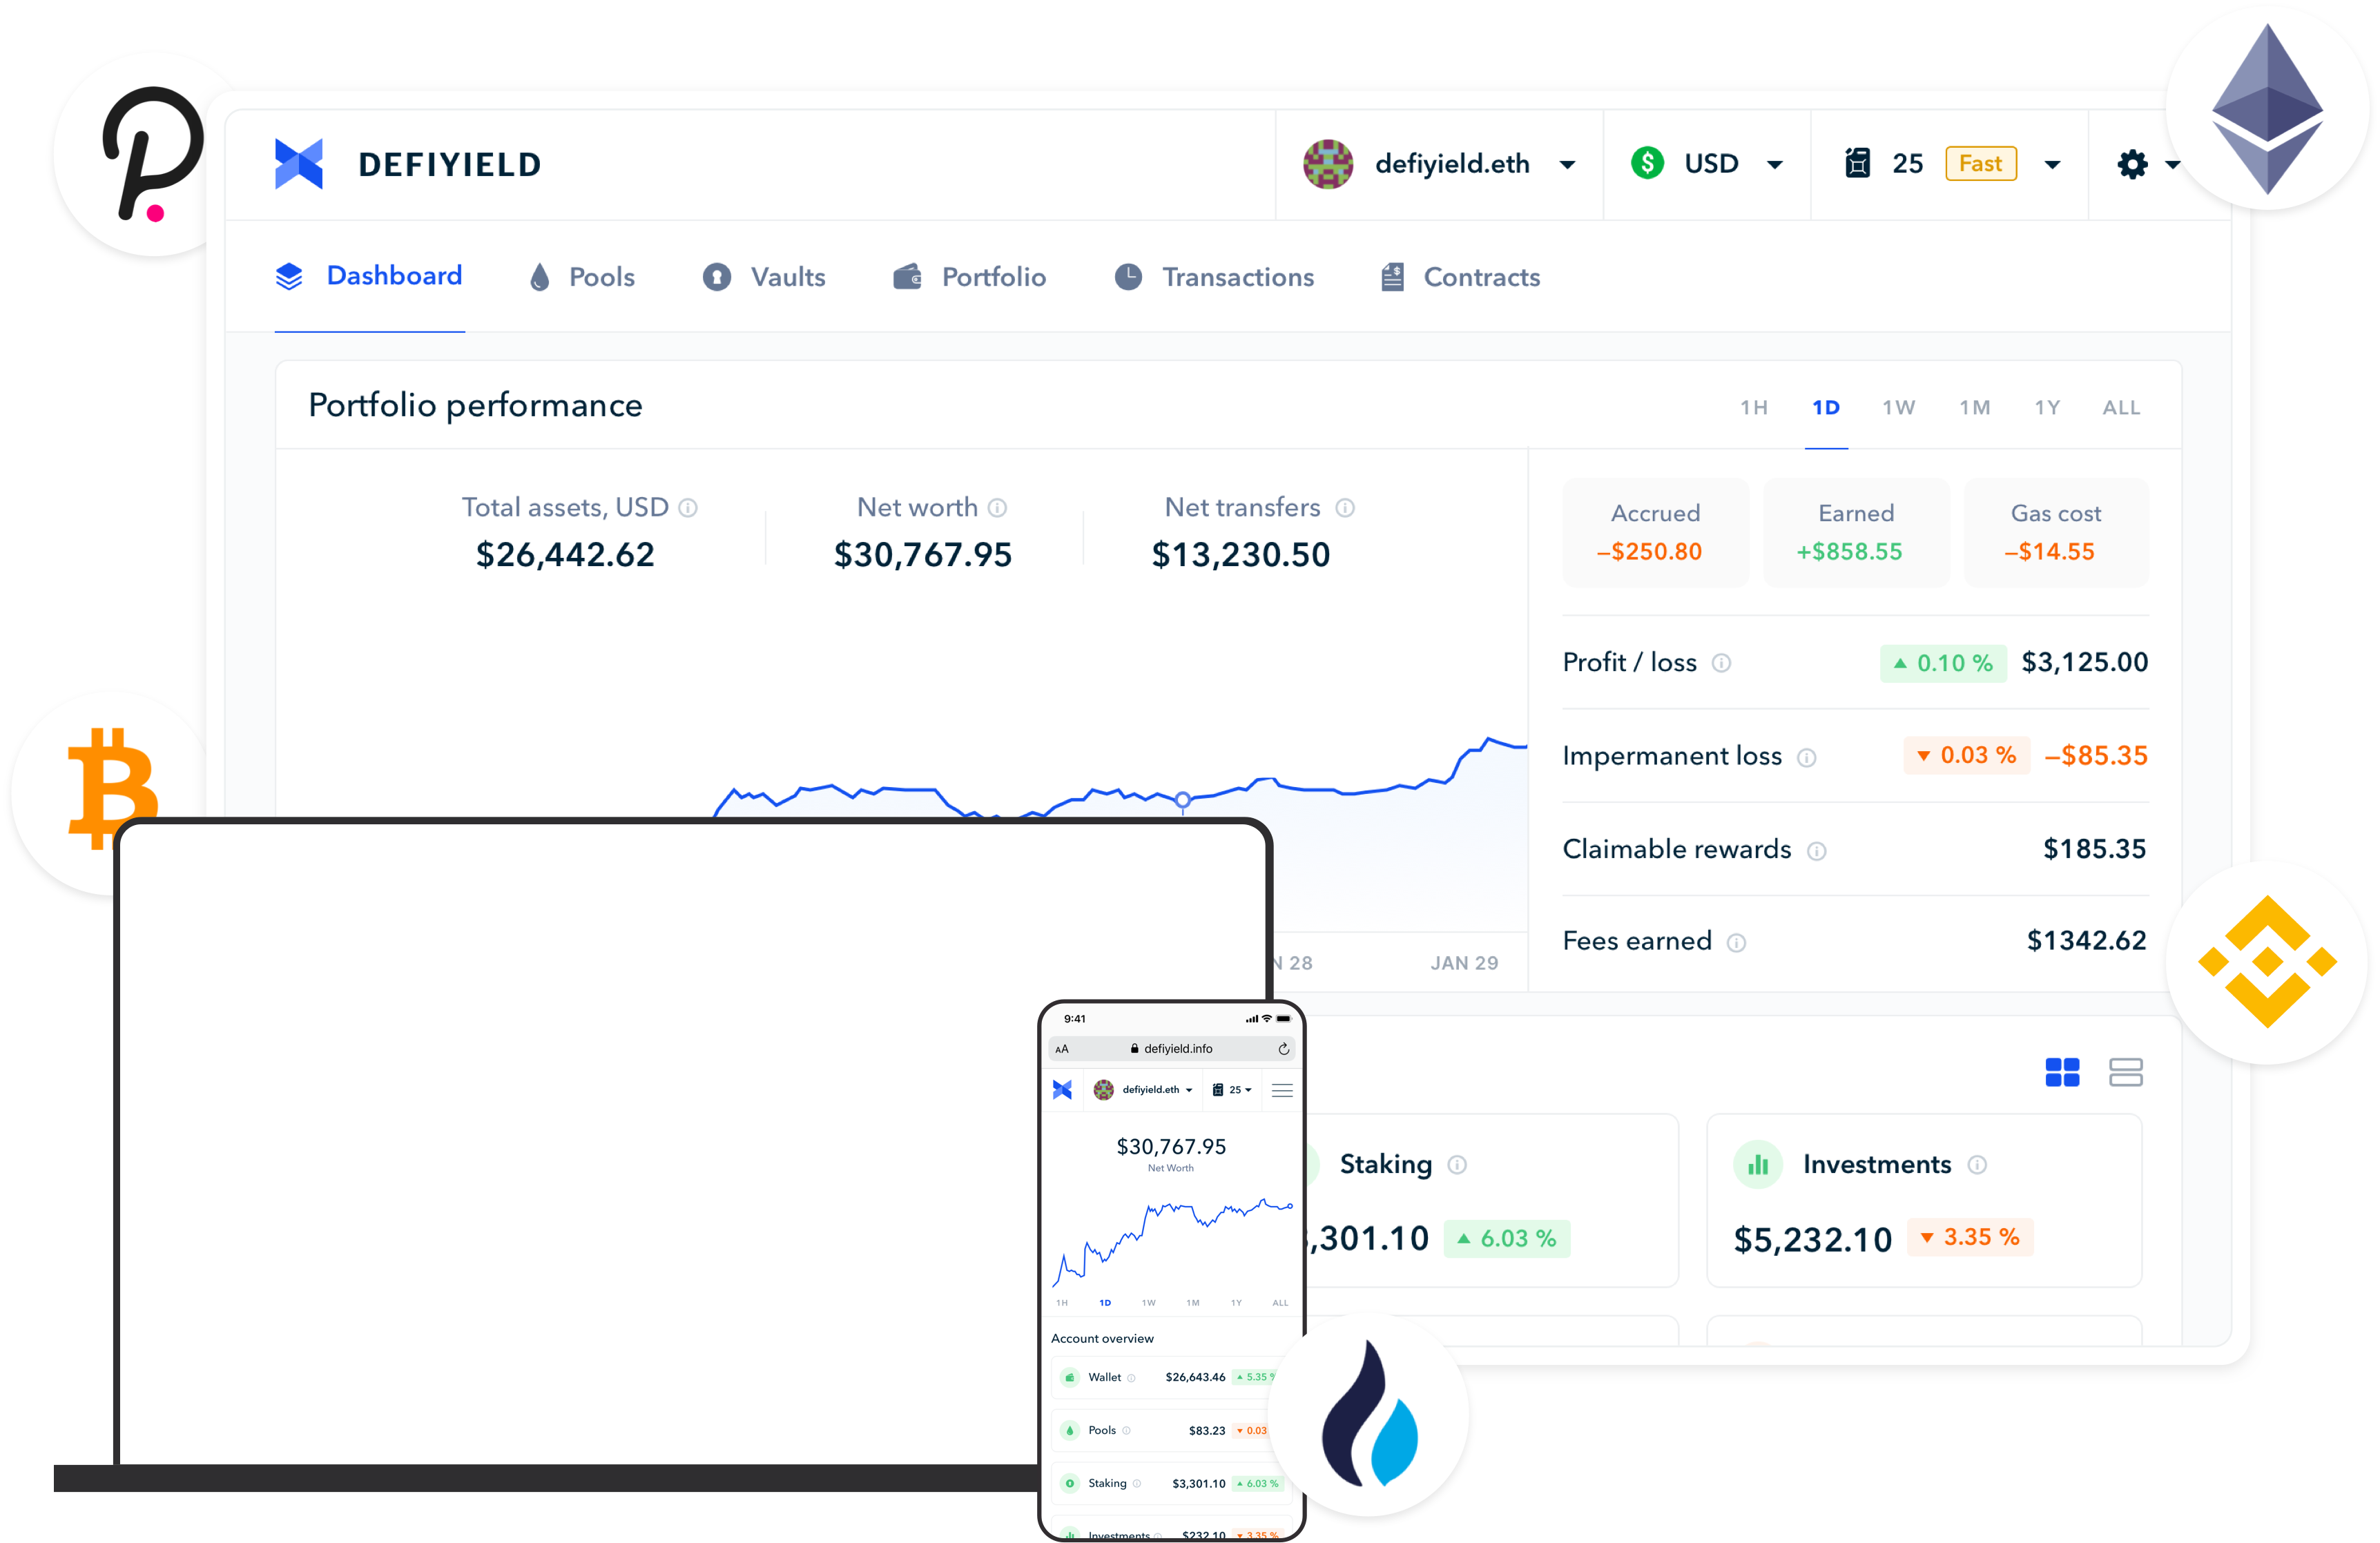 DEFIYIELD
defiyield.eth
USD
25 Fast
Dashboard Pools Vaults Portfolio Transactions Contracts
Portfolio performance
1H 1D 1W 1M 1Y ALL
Total assets, USD Net worth Net transfers
$26,442.62 $30,767.95 $13,230.50
Accrued Earned Gas cost
–$250.80 +$858.55 –$14.55
Profit / loss 0.10 % $3,125.00
Impermanent loss 0.03 % –$85.35
Claimable rewards $185.35
Fees earned $1342.62
N 28 JAN 29
Staking
,301.10 6.03 %
Investments
$5,232.10 3.35 %
9:41
AA defiyield.info
defiyield.eth 25
$30,767.95
Net Worth
1H 1D 1W 1M 1Y ALL
Account overview
Wallet $26,643.46 5.35 %
Pools $83.23 0.03
Staking $3,301.10 6.03 %
Investments $232.10 3.35 %